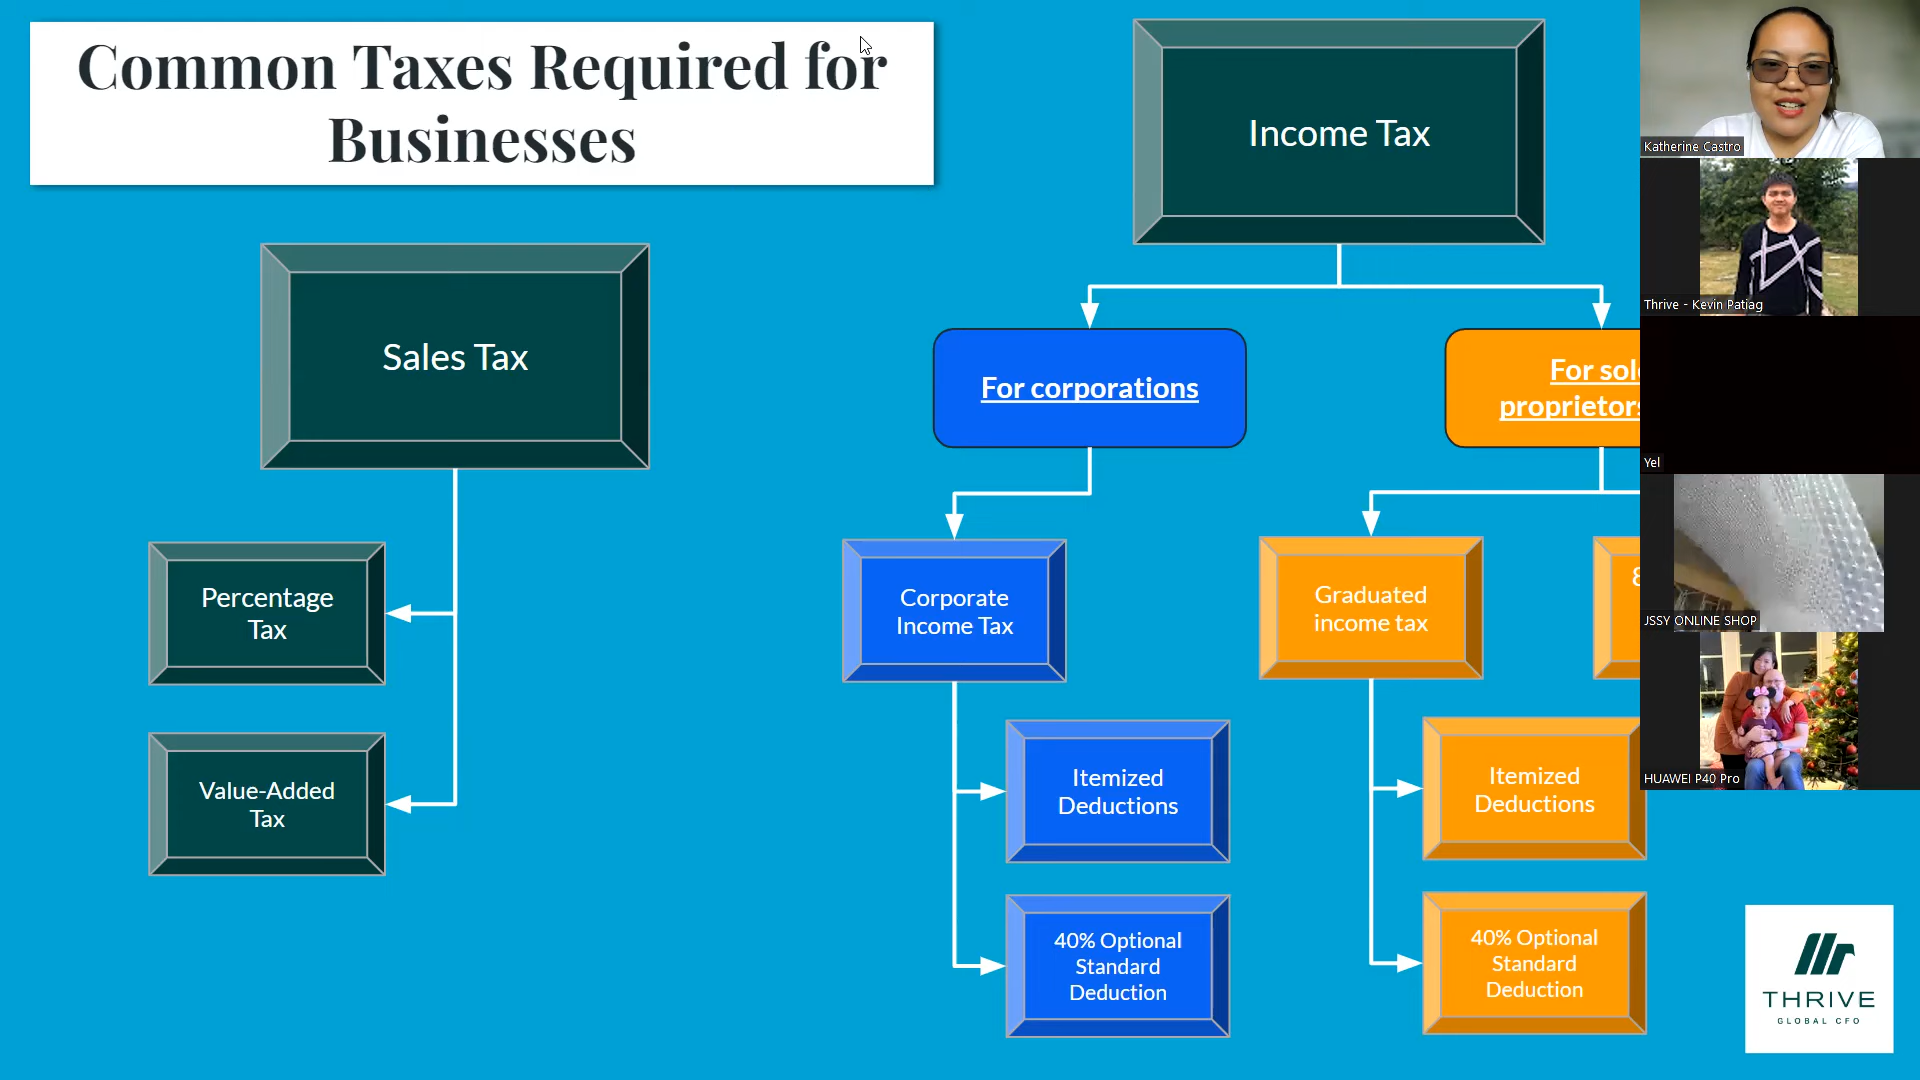 Common Taxes Required for
Businesses
Income Tax
Sales Tax
For corporations
For sol
proprietors
Percentage
Tax
Corporate
Income Tax
Graduated
income tax
8
Value-Added
Tax
Itemized
Deductions
Itemized
Deductions
40% Optional
Standard
Deduction
40% Optional
Standard
Deduction
Katherine Castro
Thrive - Kevin Patiag
Yel
JSSY ONLINE SHOP
HUAWEI P40 Pro
THRIVE
GLOBAL CFO